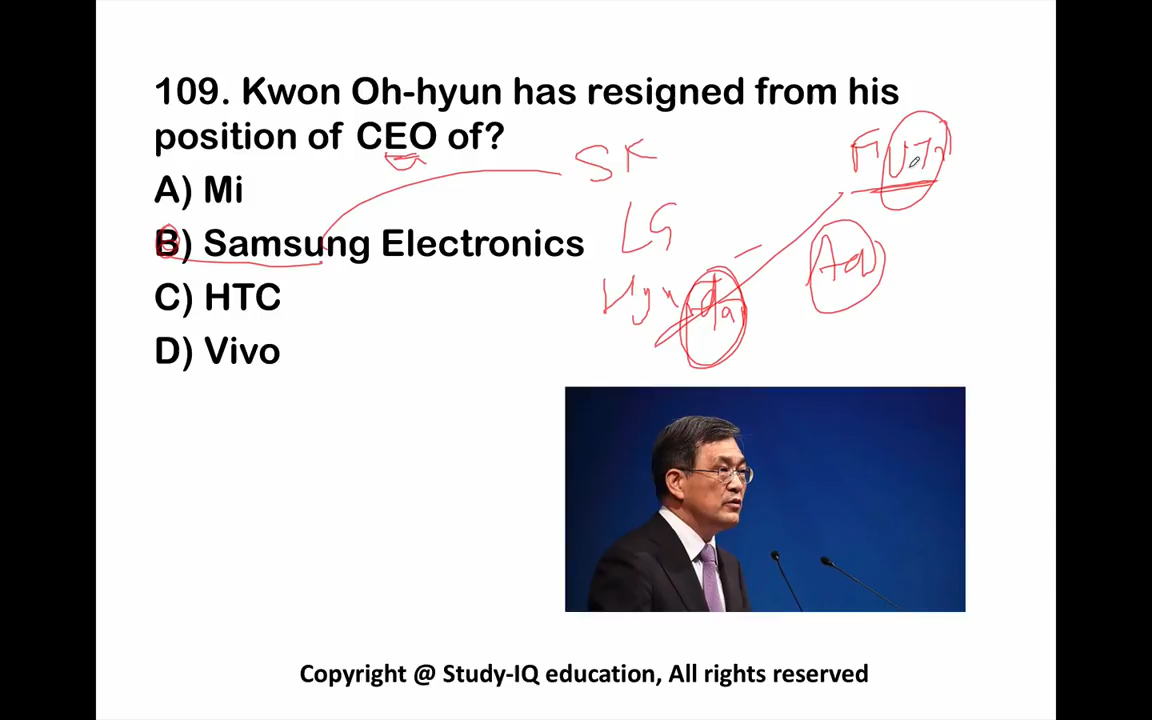 109. Kwon Oh-hyun has resigned from his
position of CEO of?
A) Mi
B) Samsung Electronics
C) HTC
D) Vivo
SK
LG
Copyright @ Study-IQ education, All rights reserved